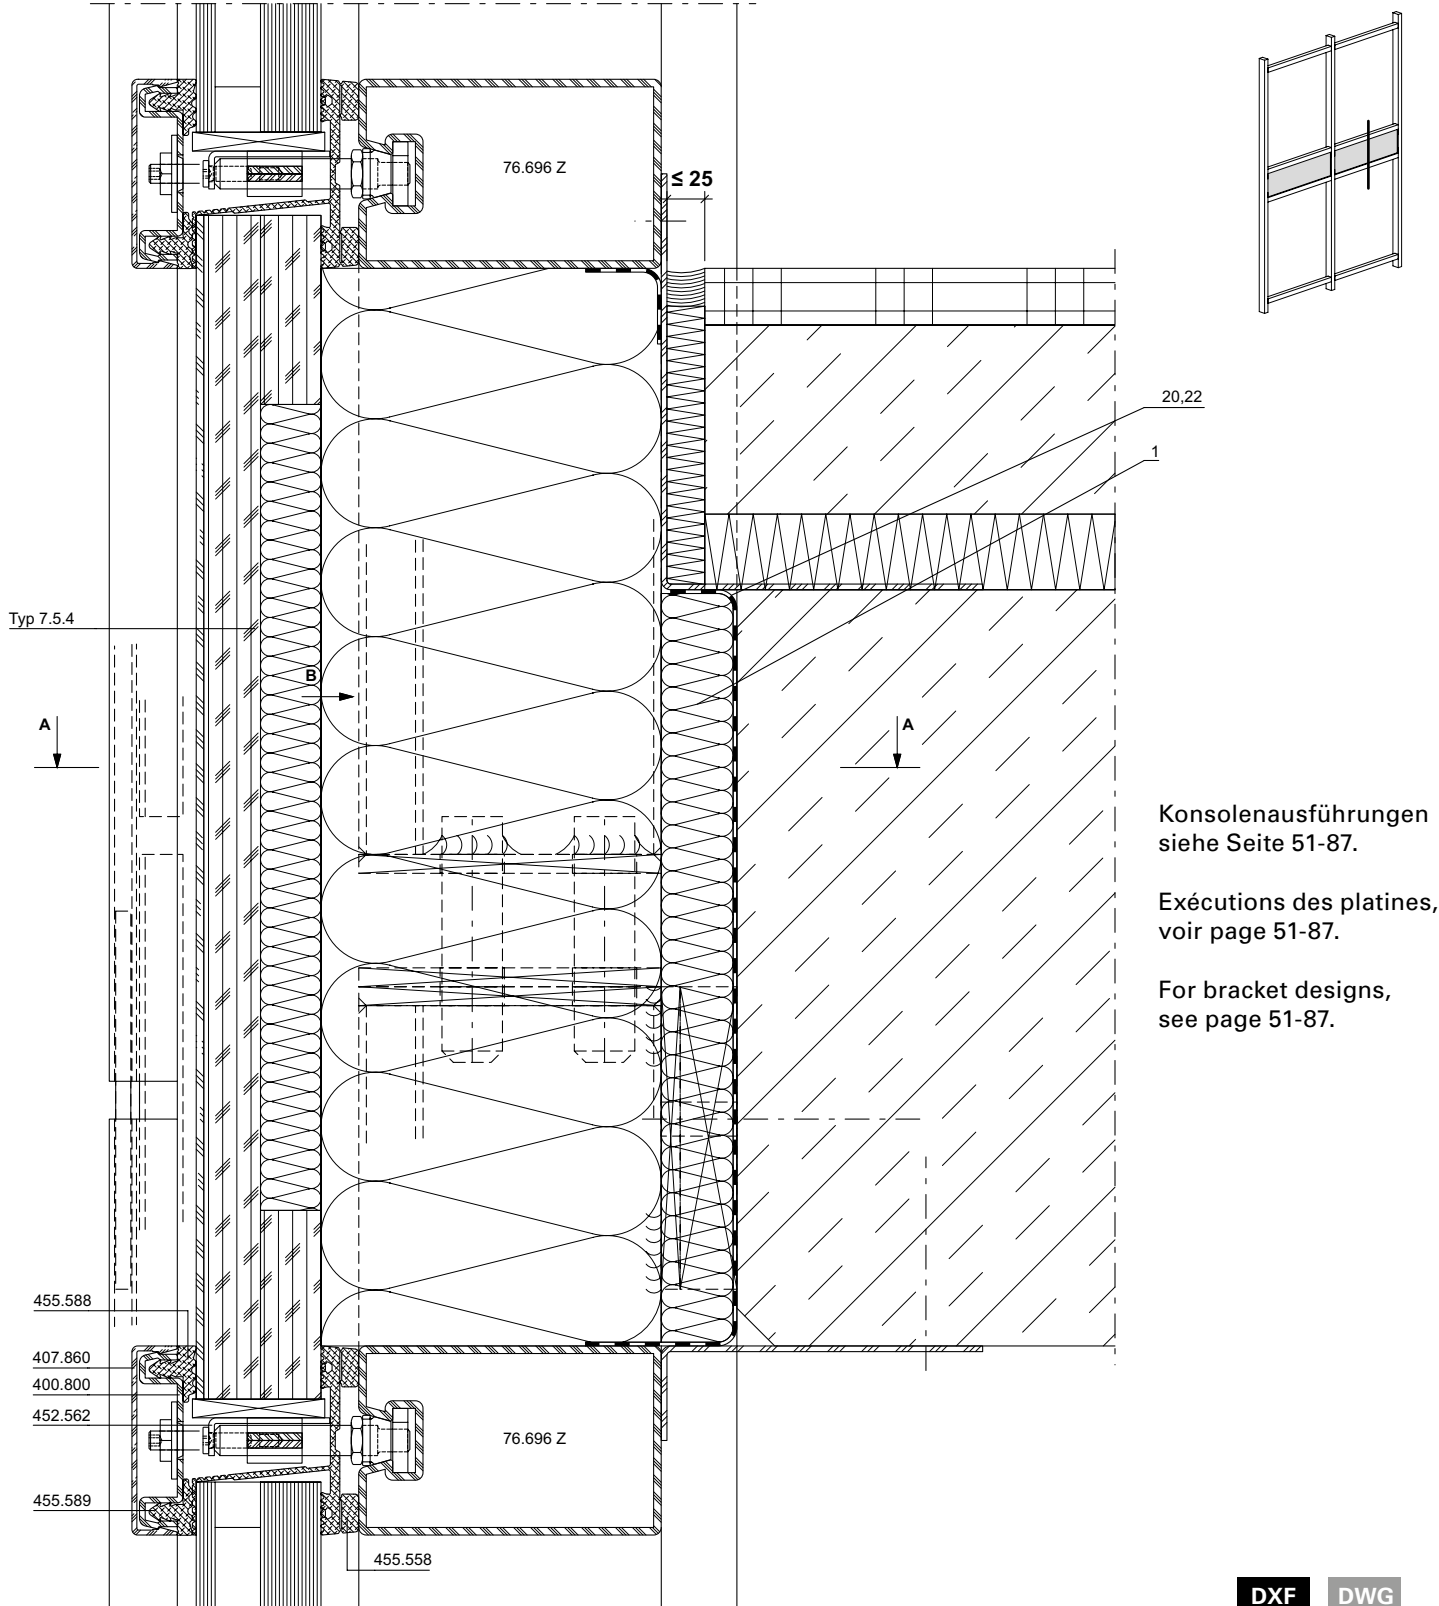 76.696 Z
≤ 25
20,22
1
Typ 7.5.4
B
A
A
Konsolenausführungen
siehe Seite 51-87.
Exécutions des platines,
voir page 51-87.
For bracket designs,
see page 51-87.
455.588
407.860
400.800
452.562
76.696 Z
455.589
455.558
DXF
DWG